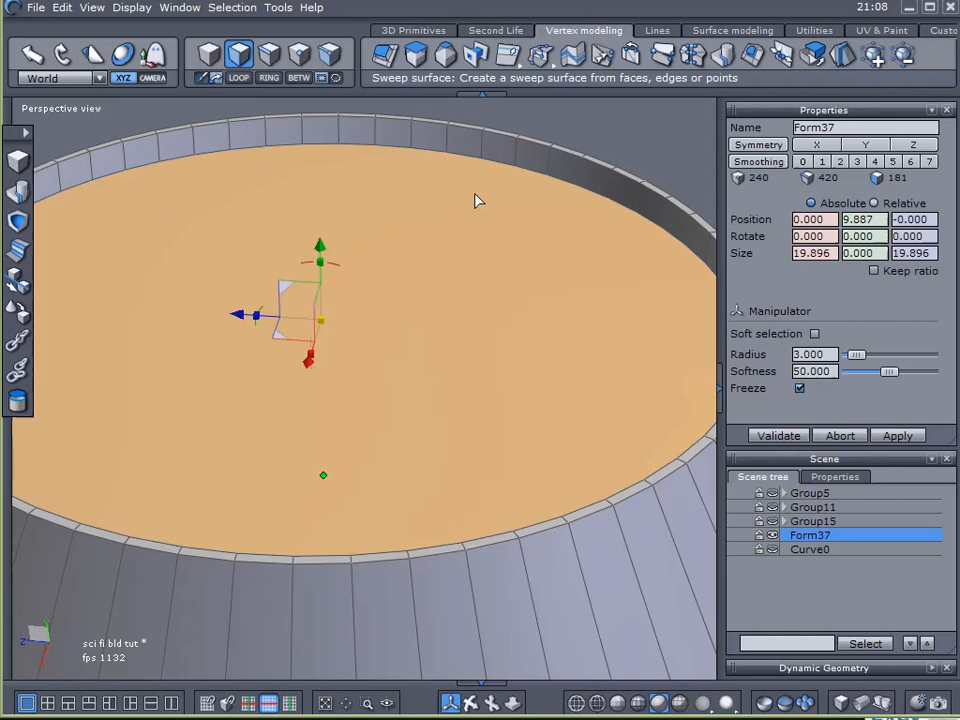 File Edit View Display Window Selection Tools Help 21:08
3D Primitives Second Life Vertex modeling Lines Surface modeling Utilities UV & Paint Custo
World XYZ CAMERA LOOP RING BETW Sweep surface: Create a sweep surface from faces, edges or points
Perspective view
Properties
Name Form37
Symmetry X Y Z
Smoothing 0 1 2 3 4 5 6 7
240 420 181
Absolute Relative
Position 0.000 9.887 -0.000
Rotate 0.000 0.000 0.000
Size 19.896 0.000 19.896
Keep ratio
Manipulator
Soft selection
Radius 3.000
Softness 50.000
Freeze
Validate Abort Apply
Scene
Scene tree Properties
Group5
Group11
Group15
Form37
Curve0
Y
Z
sci fi bld tut *
fps 1132
Select
Dynamic Geometry